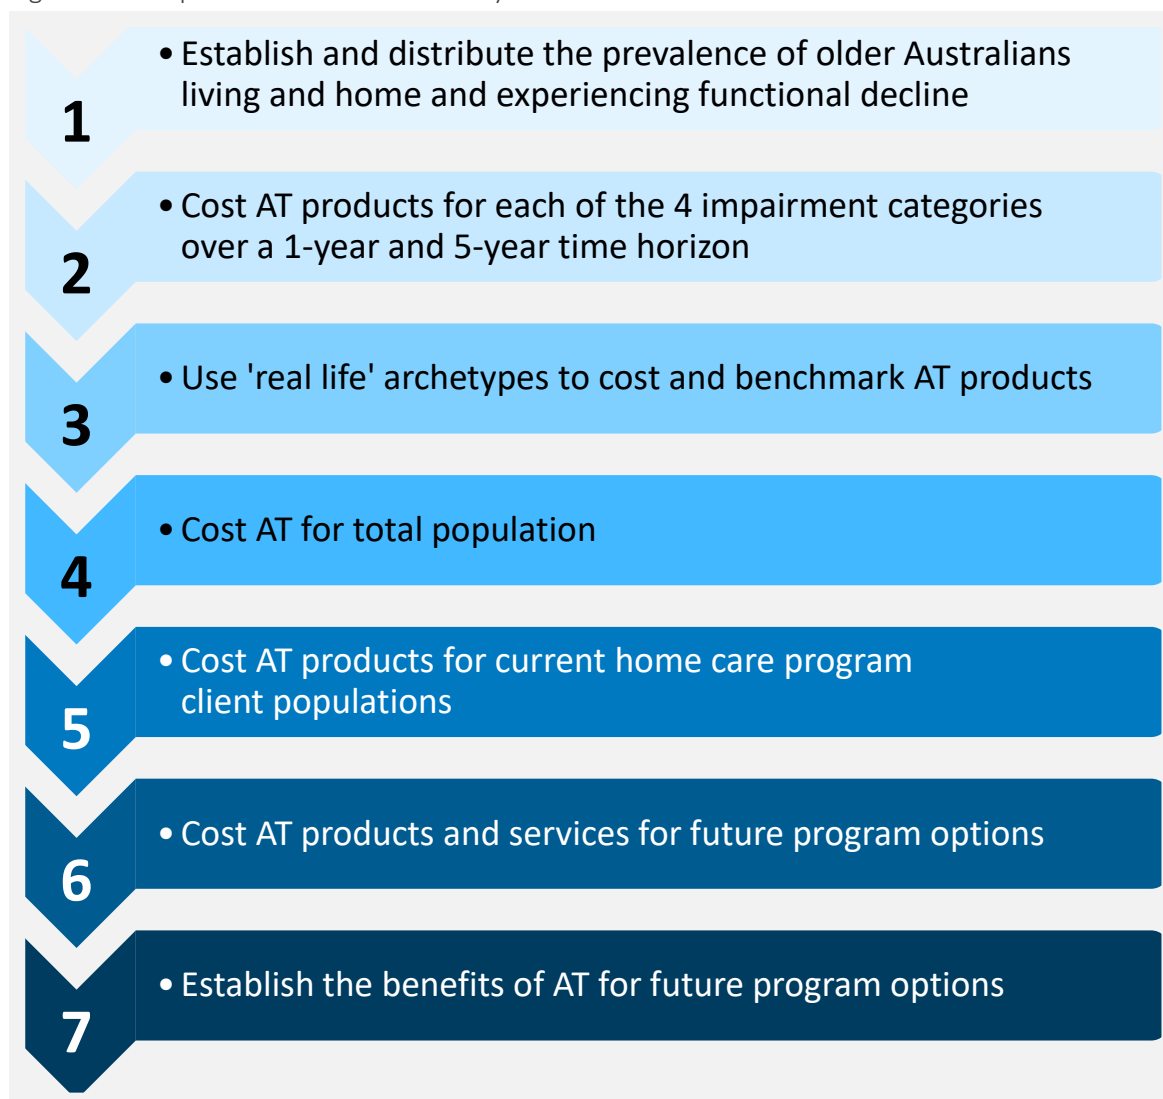 1
• Establish and distribute the prevalence of older Australians
living and home and experiencing functional decline
2
• Cost AT products for each of the 4 impairment categories
over a 1-year and 5-year time horizon
3
• Use 'real life' archetypes to cost and benchmark AT products
4
• Cost AT for total population
5
• Cost AT products for current home care program
client populations
6
• Cost AT products and services for future program options
7
• Establish the benefits of AT for future program options